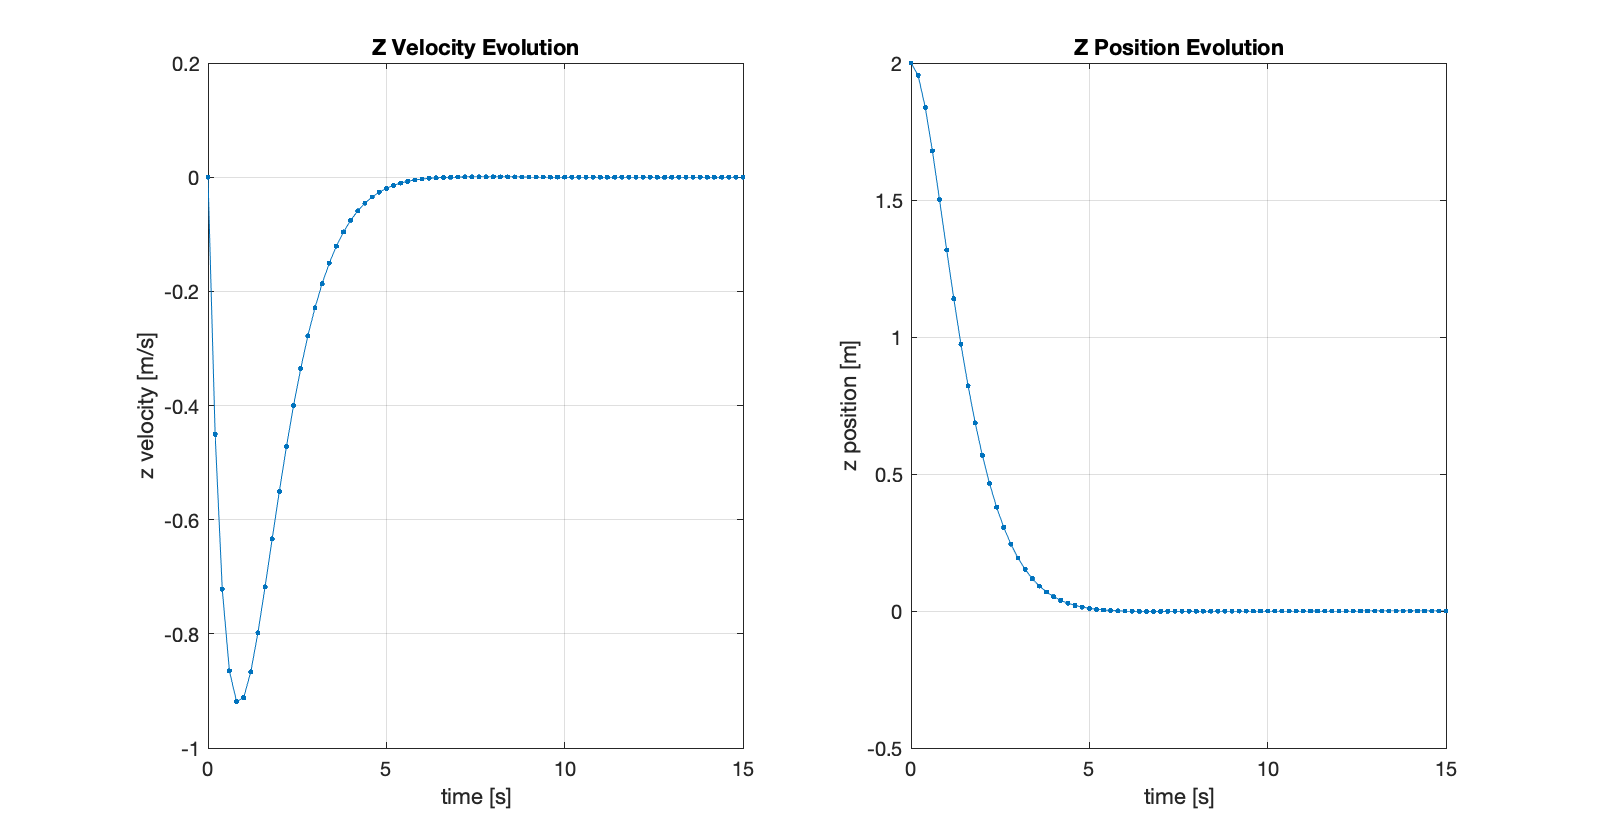 Z Velocity Evolution
0.2
0
-0.2
-0.4
-0.6
-0.8
-1
z velocity [m/s]
0 5 10 15
time [s]
Z Position Evolution
2
1.5
1
0.5
0
-0.5
z position [m]
0 5 10 15
time [s]